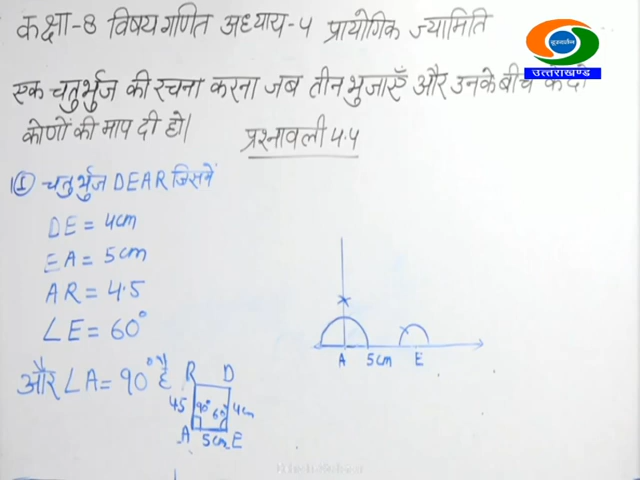 कक्षा-8 विषय गणित अध्याय-4 प्रायोगिक ज्यामिति
दूरदर्शन
उत्तराखण्ड
एक चतुर्भुज की रचना करना जब तीन भुजाएँ और उनके बीच के दो
कोणों की माप दी हो।
प्रश्नावली 4.4
1 (I) चतुर्भुज DEAR जिसमें
DE = 4cm
EA = 5cm
AR = 4.5
∠E = 60°
और ∠A = 90° है
R D
4.5 90° 60° 4cm
A 5cm E
A 5cm E